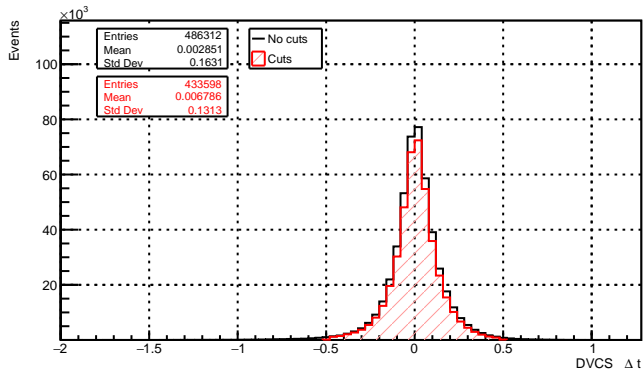 ×10³
Events
Entries 486312
Mean 0.002851
Std Dev 0.1631
No cuts
Cuts
Entries 433598
Mean 0.006786
Std Dev 0.1313
100
80
60
40
20
−2 −1.5 −1 −0.5 0 0.5 1
DVCS Δ t